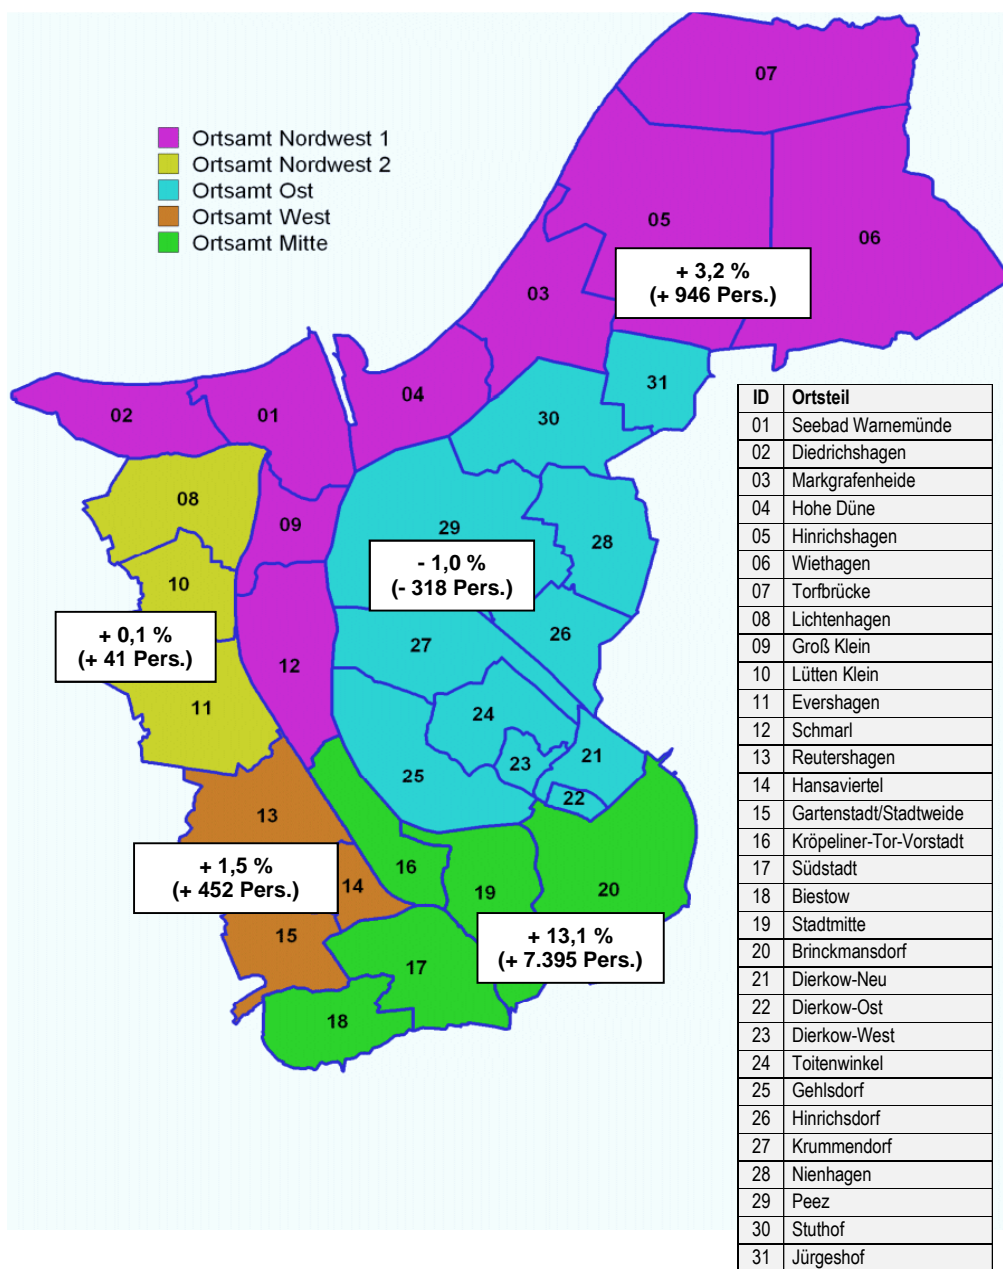 07
Ortsamt Nordwest 1
Ortsamt Nordwest 2
Ortsamt Ost
Ortsamt West
Ortsamt Mitte
05
06
+ 3,2 %
(+ 946 Pers.)
03
31
04
02
01
30
08
09
29
28
- 1,0 %
(- 318 Pers.)
10
+ 0,1 %
(+ 41 Pers.)
26
27
12
11
24
21
23
25
22
13
+ 1,5 %
(+ 452 Pers.)
16
14
19
20
15
+ 13,1 %
(+ 7.395 Pers.)
17
18
ID Ortsteil
01 Seebad Warnemünde
02 Diedrichshagen
03 Markgrafenheide
04 Hohe Düne
05 Hinrichshagen
06 Wiethagen
07 Torfbrücke
08 Lichtenhagen
09 Groß Klein
10 Lütten Klein
11 Evershagen
12 Schmarl
13 Reutershagen
14 Hansaviertel
15 Gartenstadt/Stadtweide
16 Kröpeliner-Tor-Vorstadt
17 Südstadt
18 Biestow
19 Stadtmitte
20 Brinckmansdorf
21 Dierkow-Neu
22 Dierkow-Ost
23 Dierkow-West
24 Toitenwinkel
25 Gehlsdorf
26 Hinrichsdorf
27 Krummendorf
28 Nienhagen
29 Peez
30 Stuthof
31 Jürgeshof